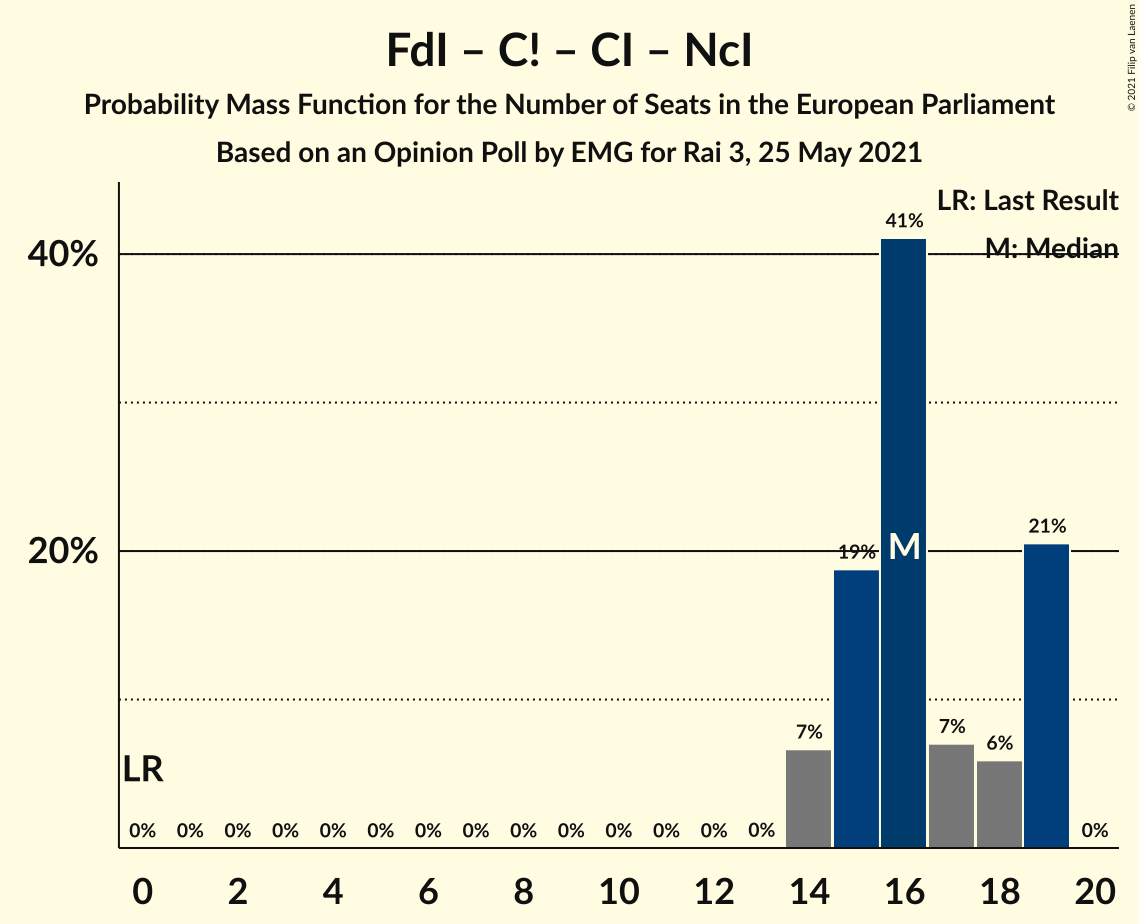 FdI – C! – CI – NcI
Probability Mass Function for the Number of Seats in the European Parliament
Based on an Opinion Poll by EMG for Rai 3, 25 May 2021
© 2021 Filip van Laenen
LR: Last Result
M: Median
40%
20%
41%
21%
19%
M
7%
7%
6%
LR
0% 0% 0% 0% 0% 0% 0% 0% 0% 0% 0% 0% 0% 0% 0%
0 2 4 6 8 10 12 14 16 18 20